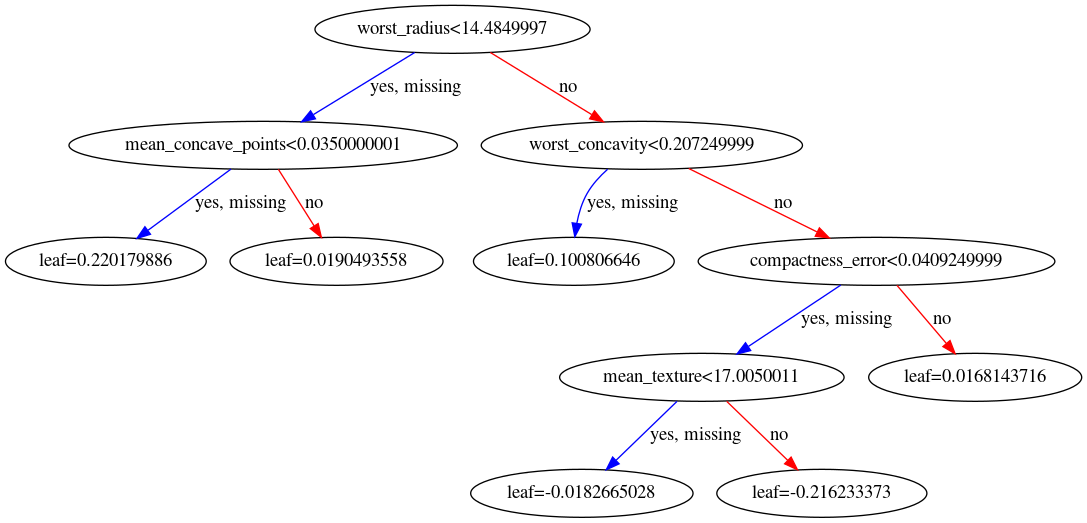 worst_radius<14.4849997
yes, missing
no
mean_concave_points<0.0350000001
worst_concavity<0.207249999
yes, missing
no
yes, missing
no
leaf=0.220179886
leaf=0.0190493558
leaf=0.100806646
compactness_error<0.0409249999
yes, missing
no
mean_texture<17.0050011
leaf=0.0168143716
yes, missing
no
leaf=-0.0182665028
leaf=-0.216233373